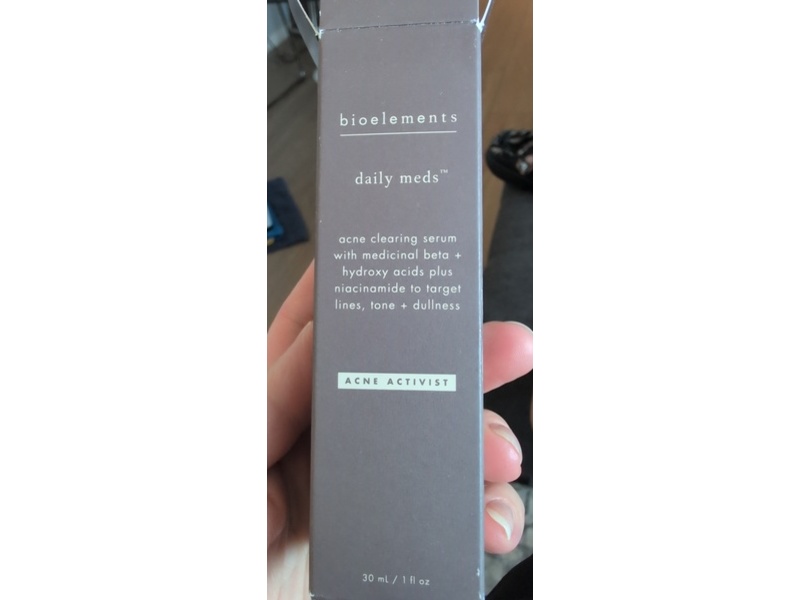 bioelements
daily meds™
acne clearing serum
with medicinal beta +
hydroxy acids plus
niacinamide to target
lines, tone + dullness
ACNE ACTIVIST
30 mL / 1 fl oz